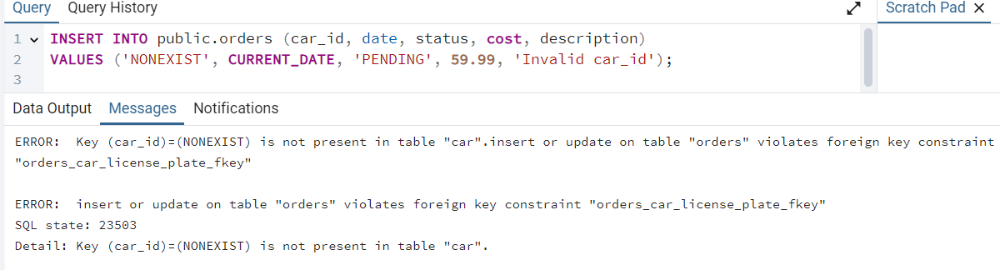 Query Query History Scratch Pad ×
1 INSERT INTO public.orders (car_id, date, status, cost, description)
2 VALUES ('NONEXIST', CURRENT_DATE, 'PENDING', 59.99, 'Invalid car_id');
3
Data Output Messages Notifications
ERROR:  Key (car_id)=(NONEXIST) is not present in table "car".insert or update on table "orders" violates foreign key constraint
"orders_car_license_plate_fkey"
ERROR:  insert or update on table "orders" violates foreign key constraint "orders_car_license_plate_fkey"
SQL state: 23503
Detail: Key (car_id)=(NONEXIST) is not present in table "car".